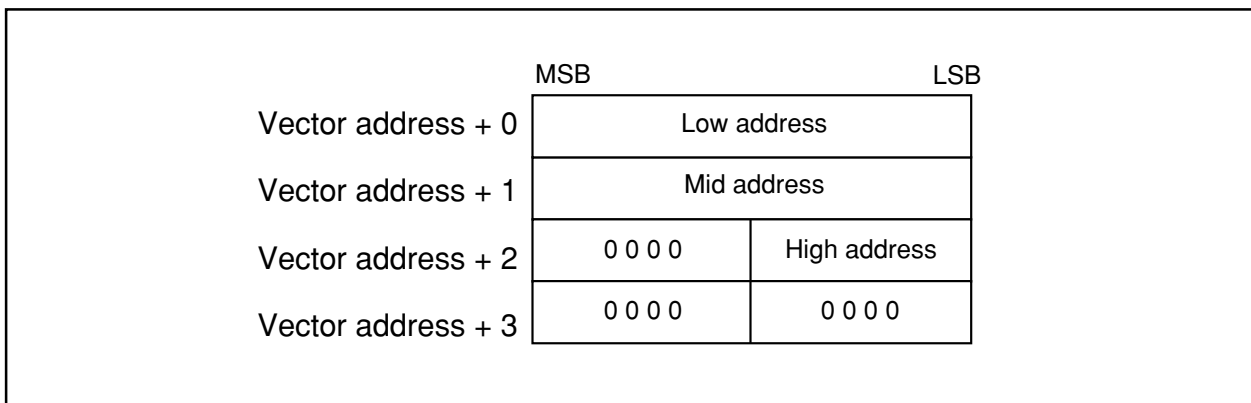 MSB LSB
Vector address + 0 Low address
Vector address + 1 Mid address
Vector address + 2 0 0 0 0 High address
Vector address + 3 0 0 0 0 0 0 0 0